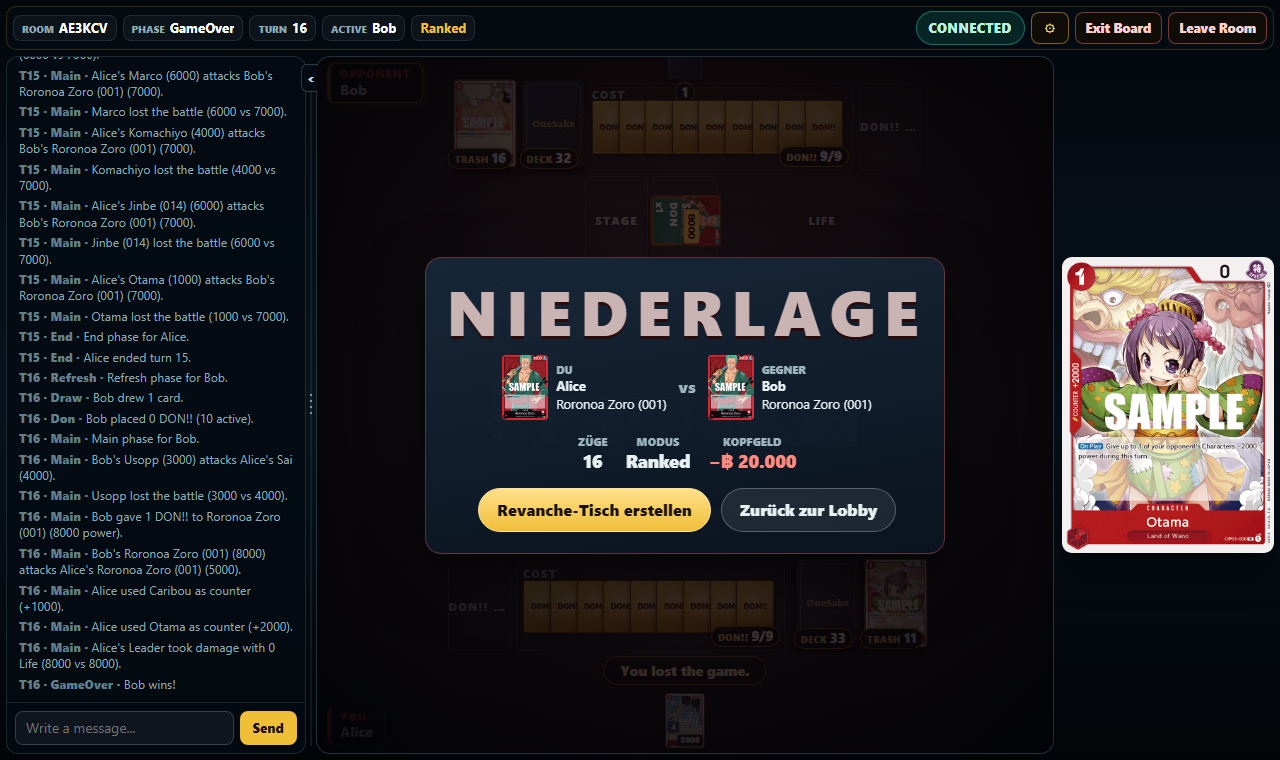 ROOM AE3KCV
PHASE GameOver
TURN 16
ACTIVE Bob
Ranked
CONNECTED
Exit Board
Leave Room
T15 - Main - Alice's Marco (6000) attacks Bob's
Roronoa Zoro (001) (7000).
T15 - Main - Marco lost the battle (6000 vs 7000).
T15 - Main - Alice's Komachiyo (4000) attacks
Bob's Roronoa Zoro (001) (7000).
T15 - Main - Komachiyo lost the battle (4000 vs
7000).
T15 - Main - Alice's Jinbe (014) (6000) attacks
Bob's Roronoa Zoro (001) (7000).
T15 - Main - Jinbe (014) lost the battle (6000 vs
7000).
T15 - Main - Alice's Otama (1000) attacks Bob's
Roronoa Zoro (001) (7000).
T15 - Main - Otama lost the battle (1000 vs 7000).
T15 - End - End phase for Alice.
T15 - End - Alice ended turn 15.
T16 - Refresh - Refresh phase for Bob.
T16 - Draw - Bob drew 1 card.
T16 - Don - Bob placed 0 DON!! (10 active).
T16 - Main - Main phase for Bob.
T16 - Main - Bob's Usopp (3000) attacks Alice's Sai
(4000).
T16 - Main - Usopp lost the battle (3000 vs 4000).
T16 - Main - Bob gave 1 DON!! to Roronoa Zoro
(001) (8000 power).
T16 - Main - Bob's Roronoa Zoro (001) (8000)
attacks Alice's Roronoa Zoro (001) (5000).
T16 - Main - Alice used Caribou as counter
(+1000).
T16 - Main - Alice used Otama as counter (+2000).
T16 - Main - Alice's Leader took damage with 0
Life (8000 vs 8000).
T16 - GameOver - Bob wins!
Write a message...
Send
OPPONENT
Bob
1
SAMPLE
TRASH 16
OneSake
DECK 32
COST
DON!! 9/9
DON!! ...
STAGE
DON
x1
8000
LIFE
NIEDERLAGE
SAMPLE
DU
Alice
Roronoa Zoro (001)
vs
SAMPLE
GEGNER
Bob
Roronoa Zoro (001)
ZÜGE
16
MODUS
Ranked
KOPFGELD
−฿ 20.000
Revanche-Tisch erstellen
Zurück zur Lobby
DON!! ...
COST
DON!! 9/9
OneSake
DECK 33
SAMPLE
TRASH 11
You lost the game.
YOU
Alice
5000
1
0
COUNTER +2000
SAMPLE
On Play Give up to 1 of your opponent's Characters −2000
power during this turn.
CHARACTER
Otama
Land of Wano